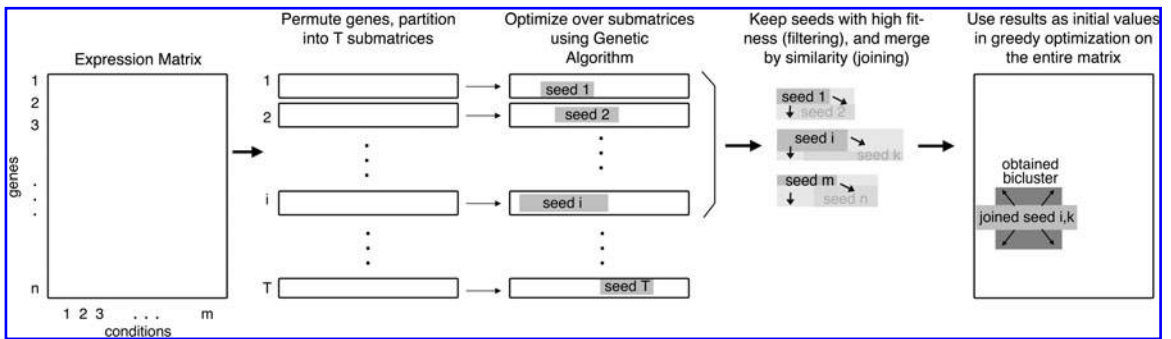 Expression Matrix
1
2
3
.
.
.
n
genes
1 2 3 . . . m
conditions
Permute genes, partition
into T submatrices
1
2
i
T
Optimize over submatrices
using Genetic
Algorithm
seed 1
seed 2
seed i
seed T
Keep seeds with high fit-
ness (filtering), and merge
by similarity (joining)
seed 1
seed 2
seed i
seed k
seed m
seed n
Use results as initial values
in greedy optimization on
the entire matrix
obtained
bicluster
joined seed i,k